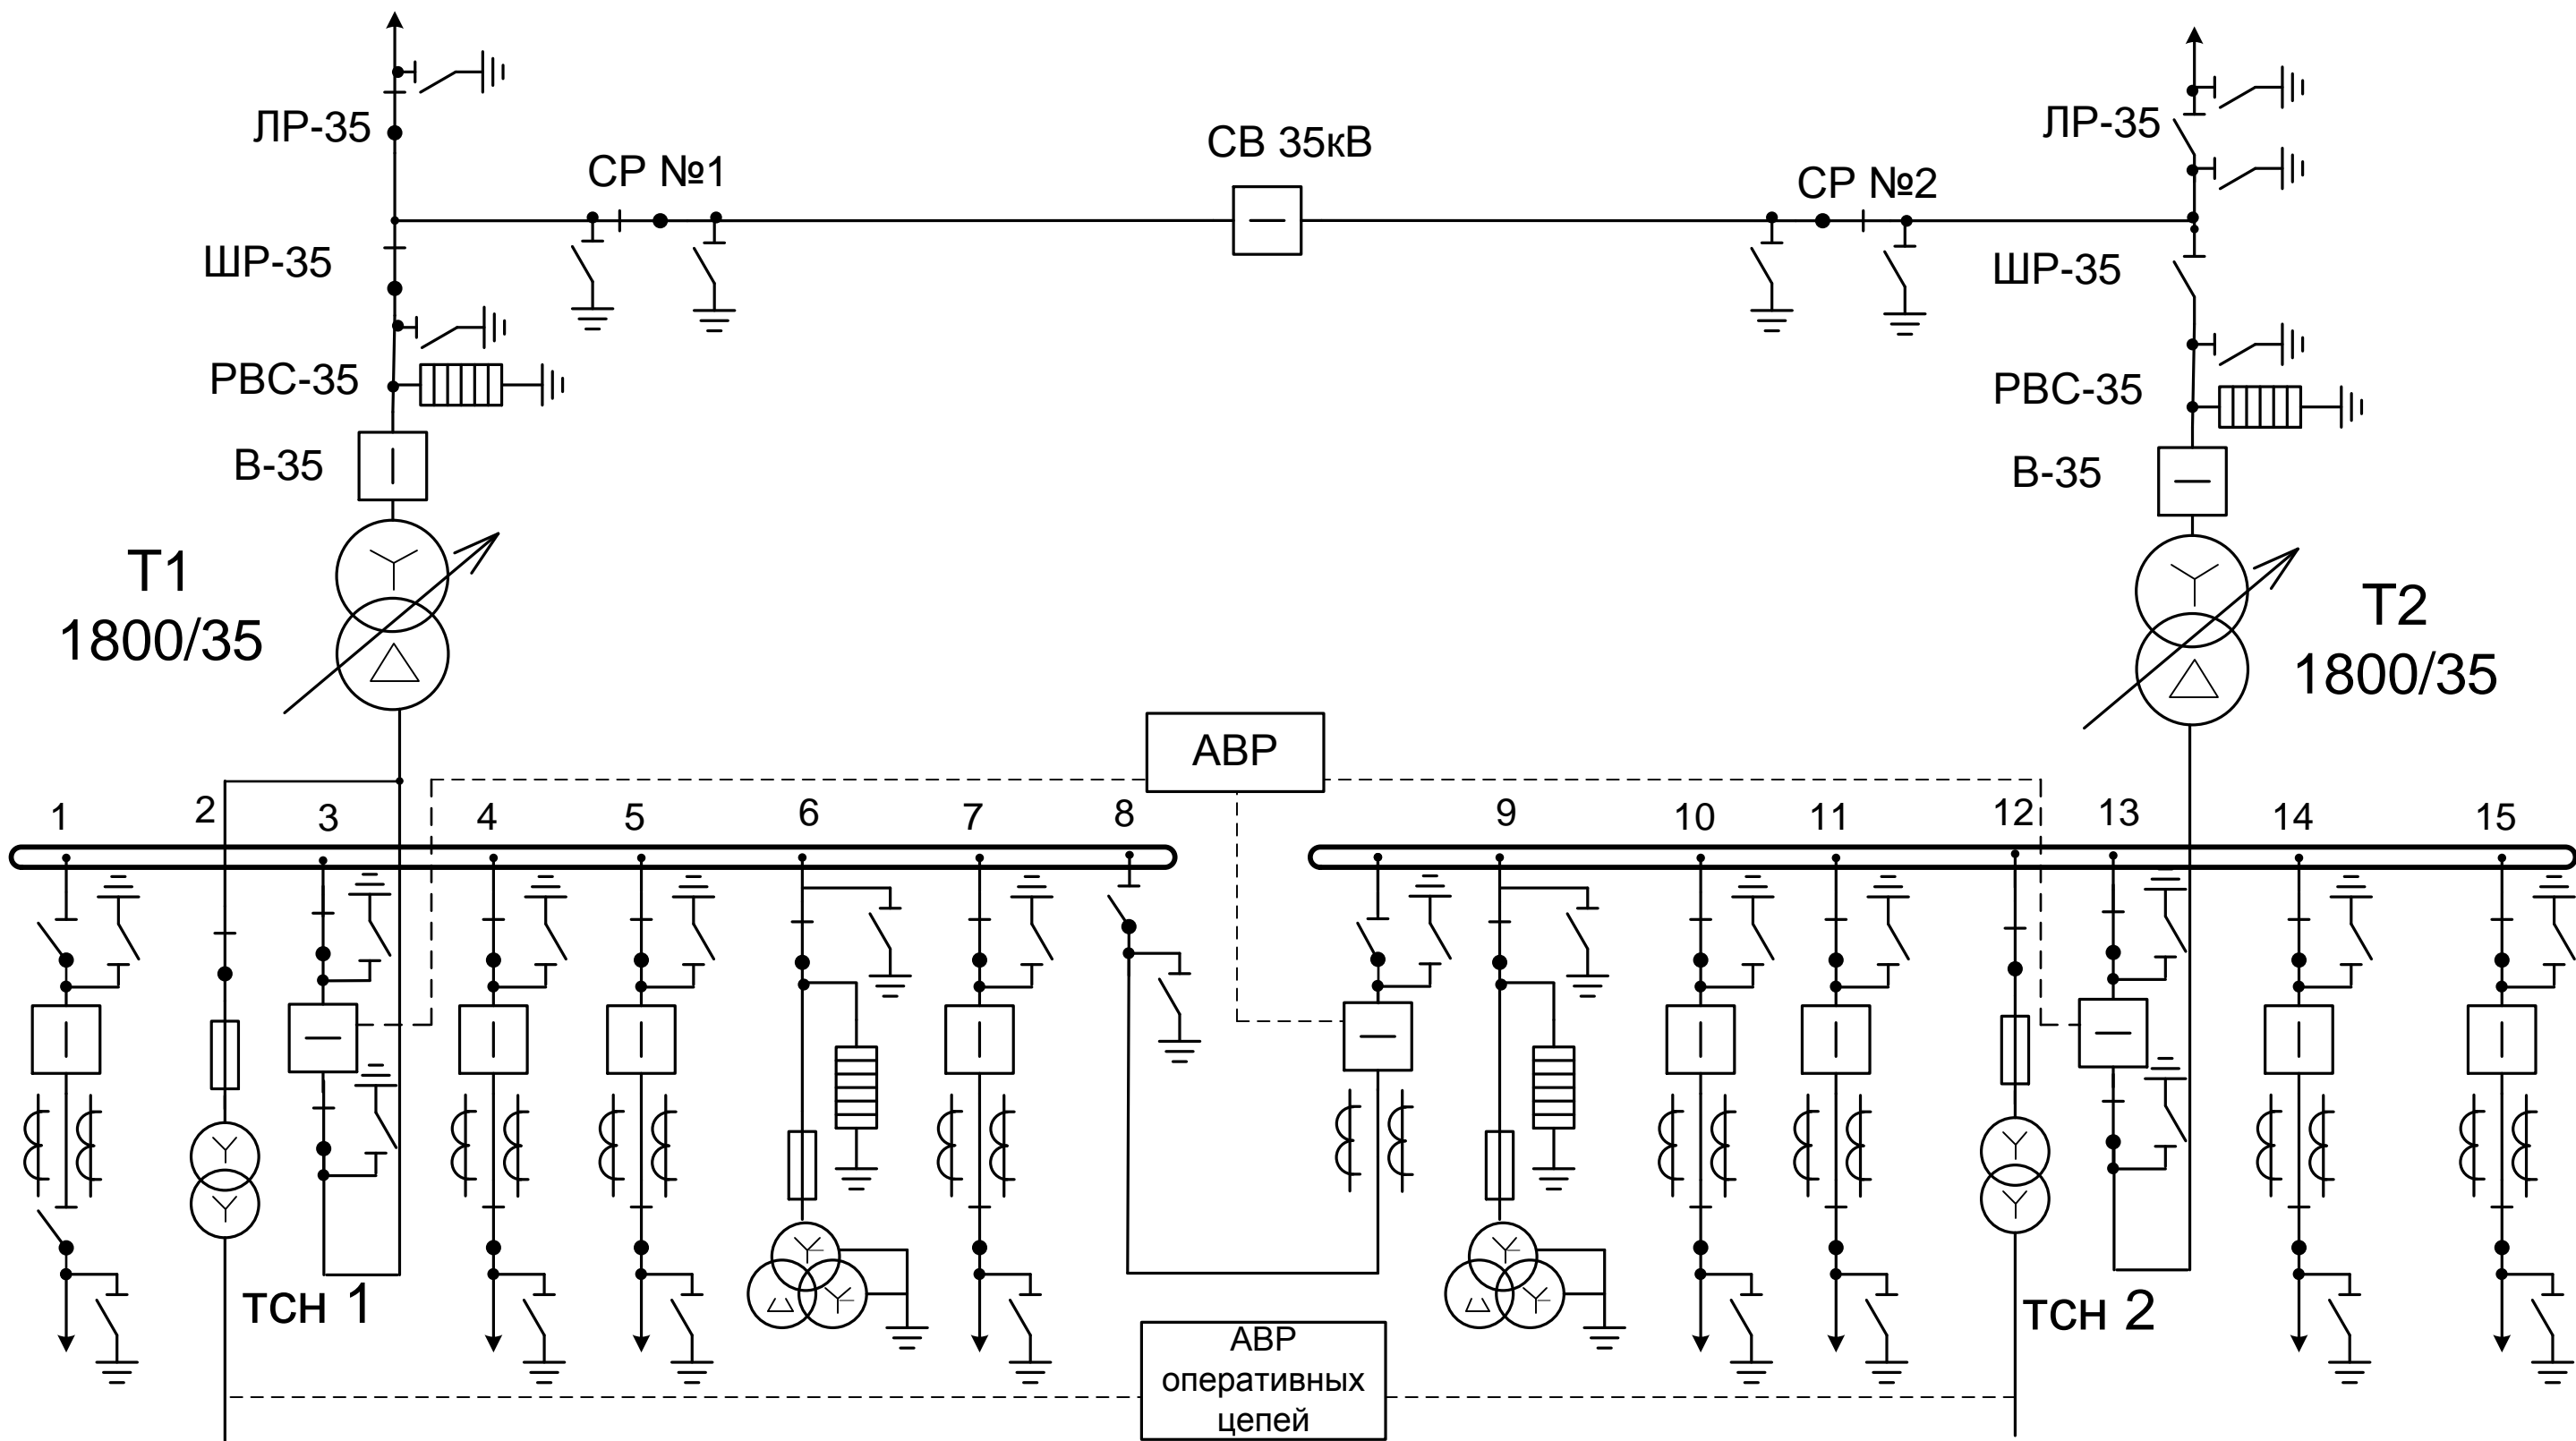 ЛР-35
СР №1
СВ 35кВ
СР №2
ЛР-35
ШР-35
ШР-35
РВС-35
РВС-35
В-35
В-35
Т1
1800/35
Т2
1800/35
АВР
1
2
3
4
5
6
7
8
9
10
11
12
13
14
15
тсн 1
тсн 2
АВР
оперативных
цепей